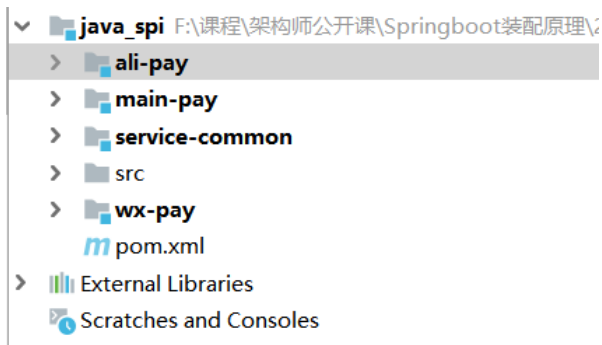 java_spi F:\课程\架构师公开课\Springboot装配原理\2
ali-pay
main-pay
service-common
src
wx-pay
m pom.xml
External Libraries
Scratches and Consoles